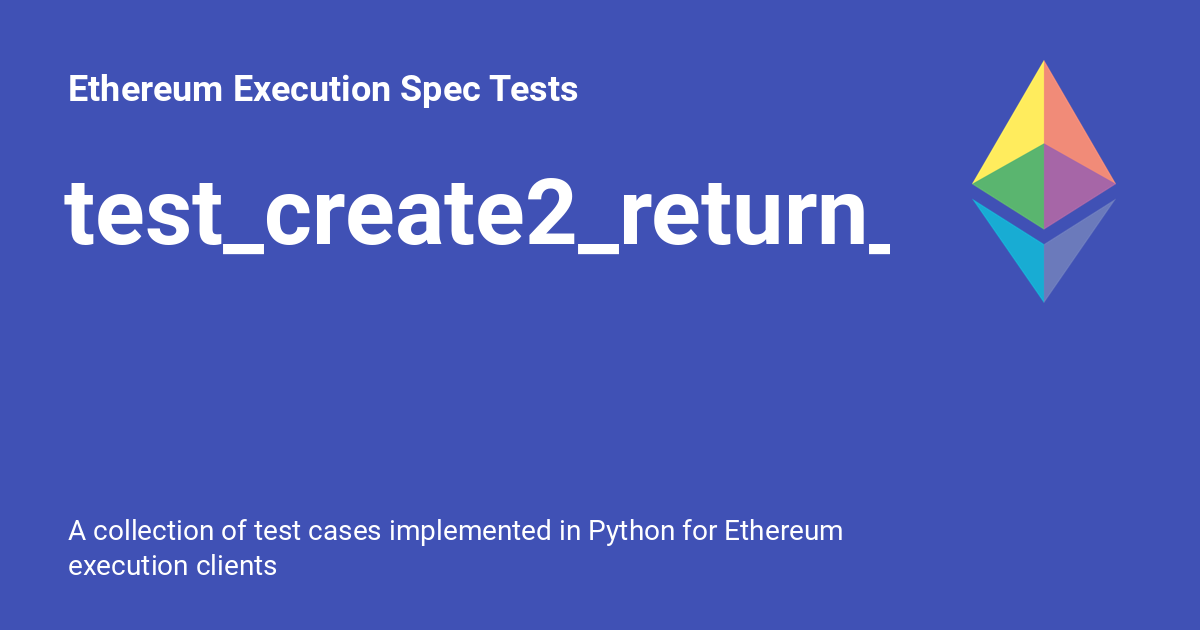 Ethereum Execution Spec Tests
test_create2_return_
A collection of test cases implemented in Python for Ethereum
execution clients